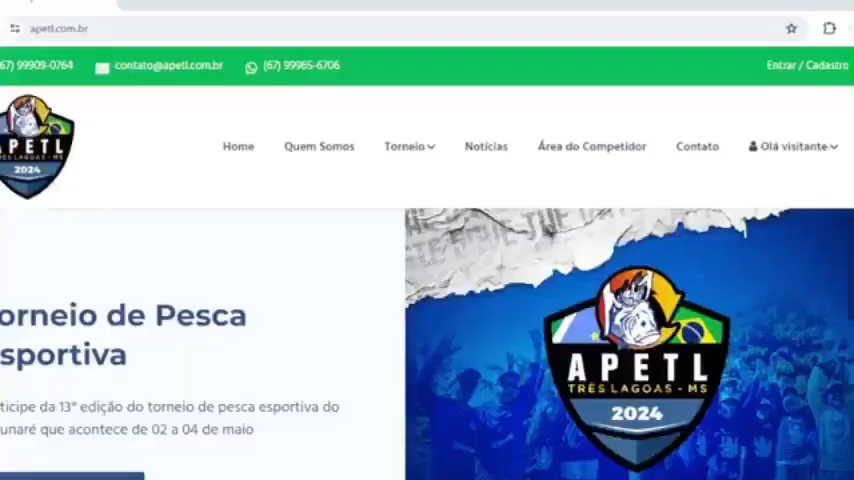 apetl.com.br
67) 99909-0764
contato@apetl.com.br
(67) 99965-6706
Entrar / Cadastro
APETL
TRÊS LAGOAS - MS
2024
Home
Quem Somos
Torneio
Notícias
Área do Competidor
Contato
Olá visitante
orneio de Pesca
sportiva
ticipe da 13ª edição do torneio de pesca esportiva do
unaré que acontece de 02 a 04 de maio
APETL
TRÊS LAGOAS - MS
2024